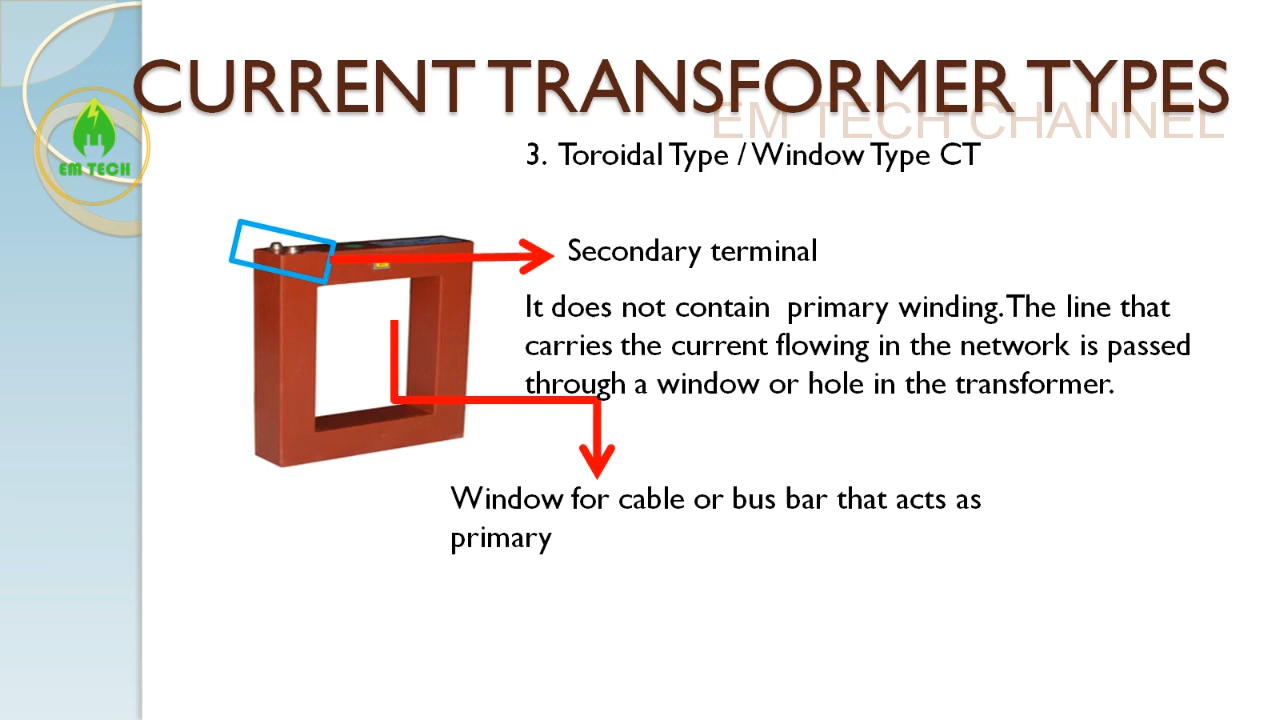 CURRENT TRANSFORMER TYPES
EM TECH CHANNEL
EM TECH
3. Toroidal Type / Window Type CT
Secondary terminal
It does not contain primary winding. The line that
carries the current flowing in the network is passed
through a window or hole in the transformer.
Window for cable or bus bar that acts as
primary